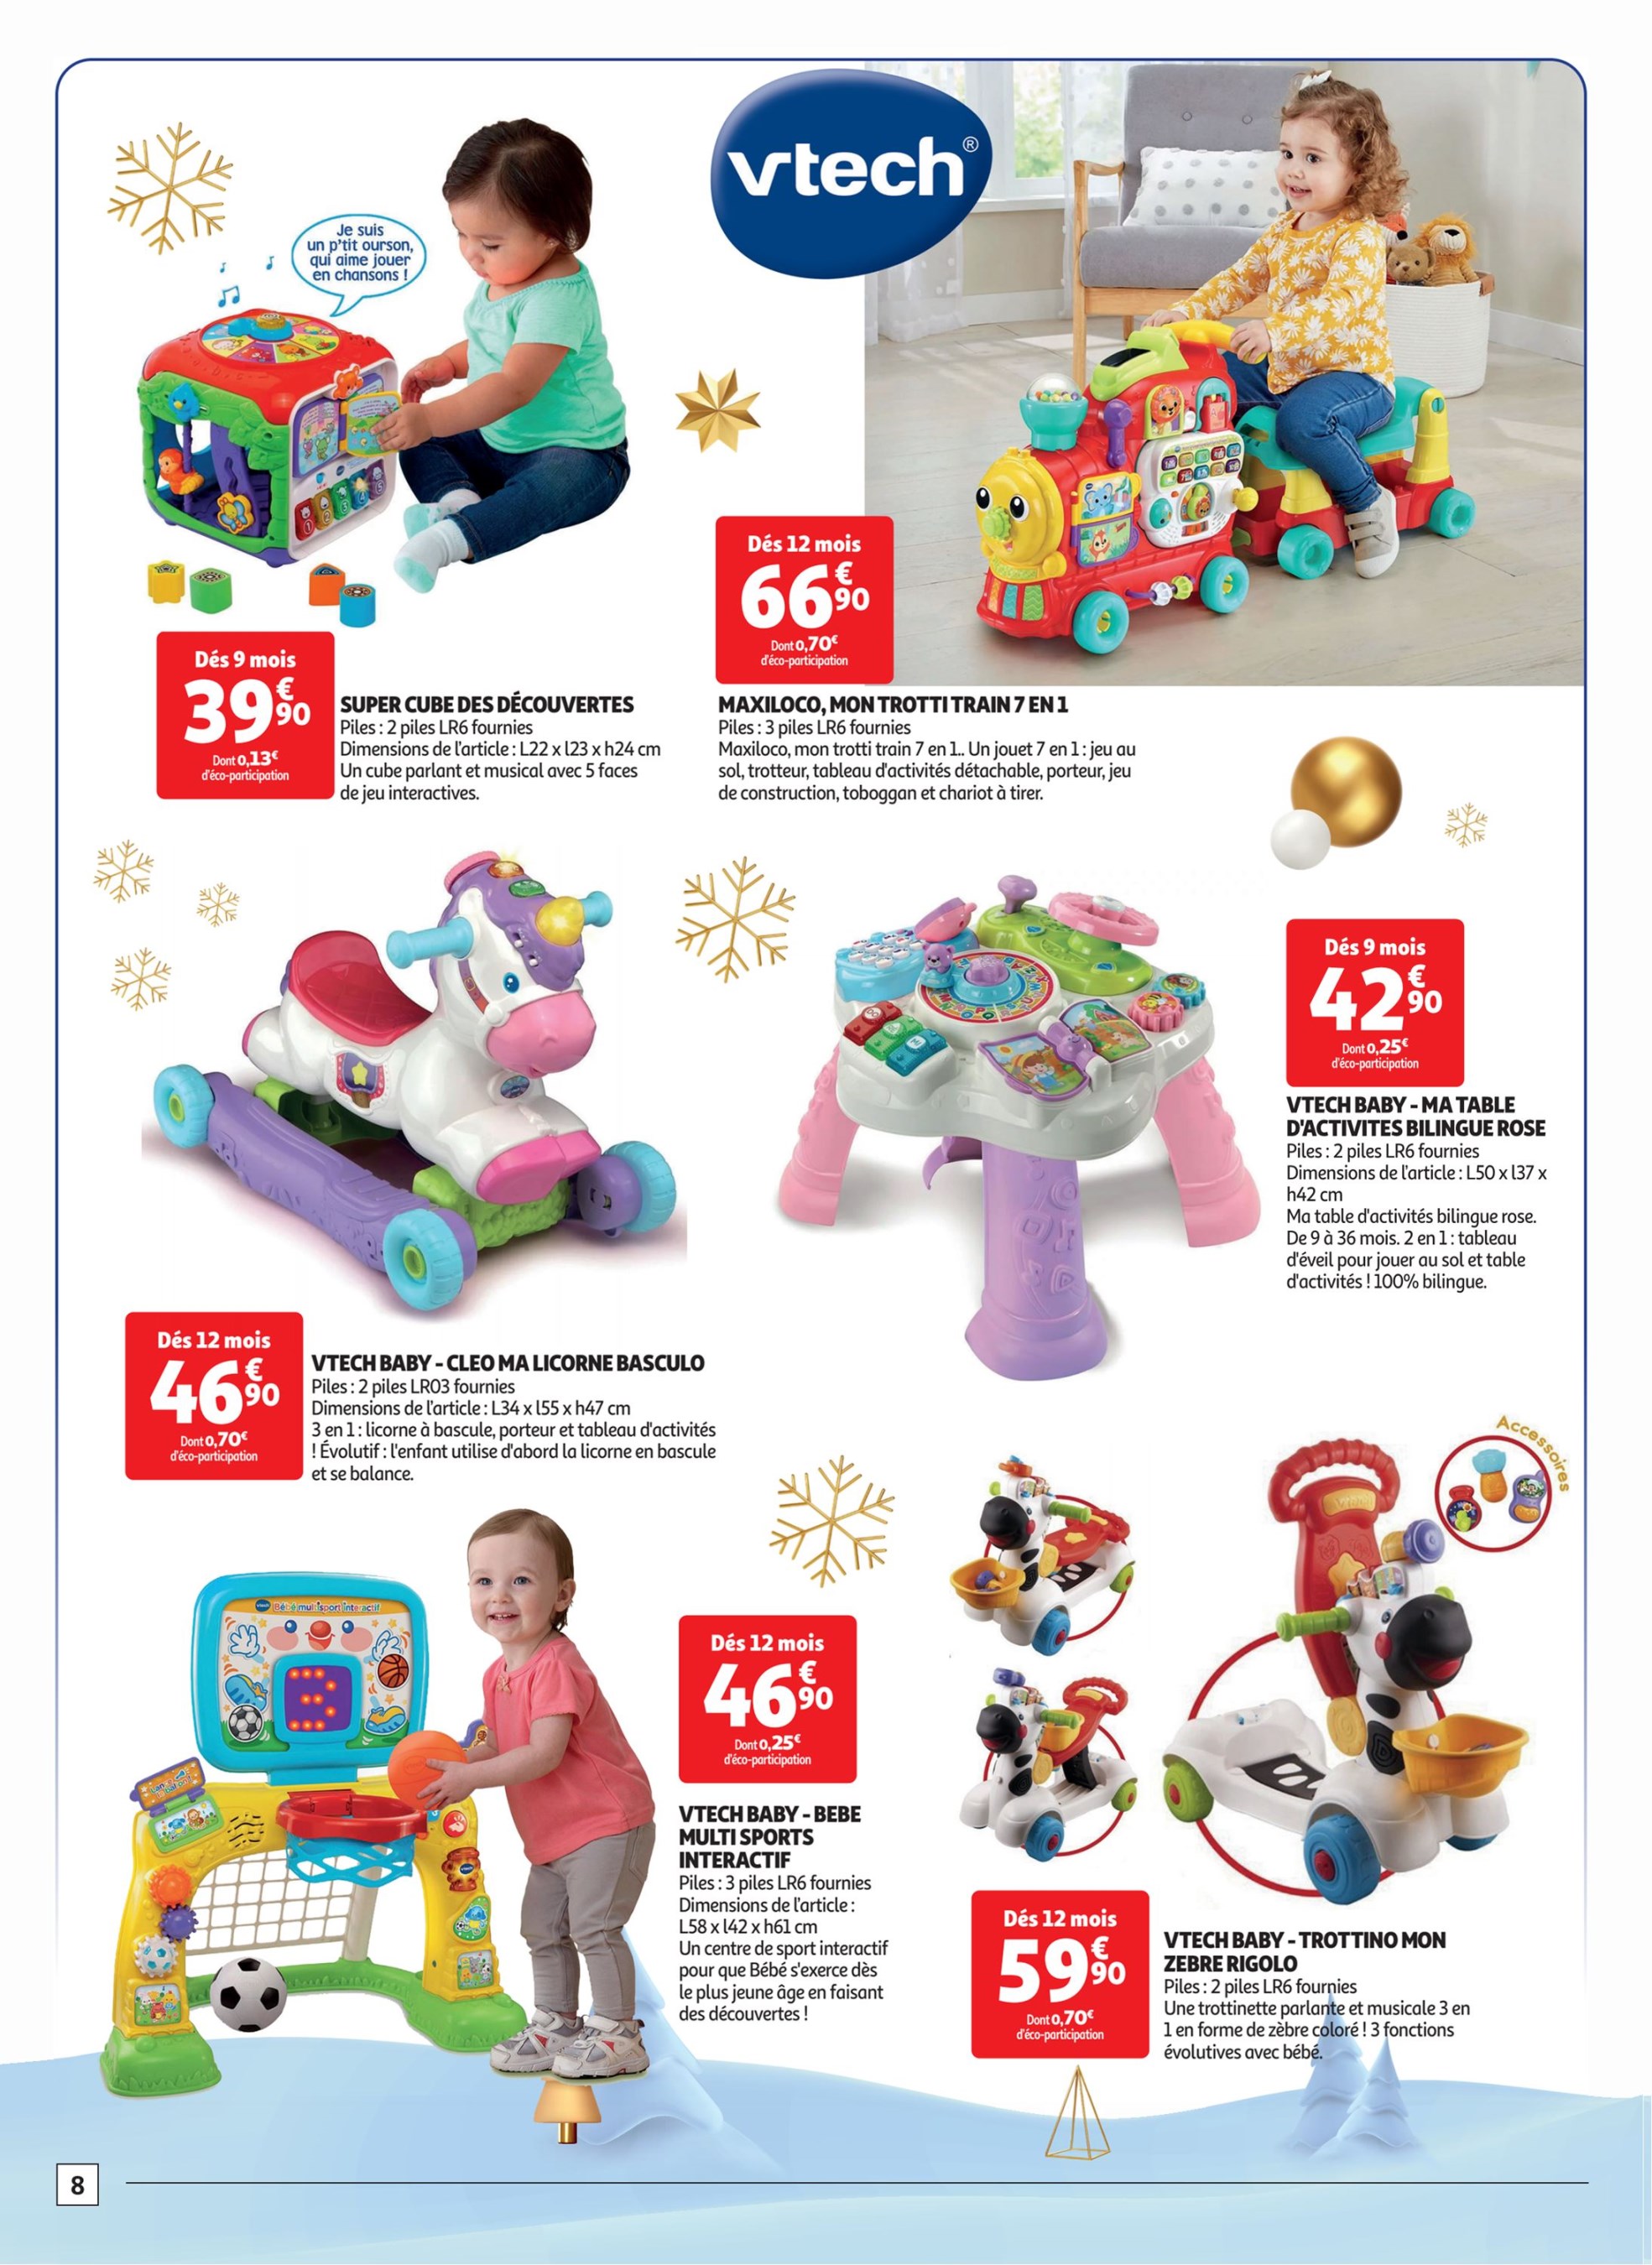 vtech®
Je suis
un p'tit ourson,
qui aime jouer
en chansons !
Dés 9 mois
39€90
Dont 0,13€
d'éco-participation
SUPER CUBE DES DÉCOUVERTES
Piles : 2 piles LR6 fournies
Dimensions de l'article : L22 x l23 x h24 cm
Un cube parlant et musical avec 5 faces
de jeu interactives.
Dés 12 mois
66€90
Dont 0,70€
d'éco-participation
MAXILOCO, MON TROTTI TRAIN 7 EN 1
Piles : 3 piles LR6 fournies
Maxiloco, mon trotti train 7 en 1.. Un jouet 7 en 1 : jeu au
sol, trotteur, tableau d'activités détachable, porteur, jeu
de construction, toboggan et chariot à tirer.
Dés 9 mois
42€90
Dont 0,25€
d'éco-participation
VTECH BABY - MA TABLE
D'ACTIVITES BILINGUE ROSE
Piles : 2 piles LR6 fournies
Dimensions de l'article : L50 x l37 x
h42 cm
Ma table d'activités bilingue rose.
De 9 à 36 mois. 2 en 1 : tableau
d'éveil pour jouer au sol et table
d'activités ! 100% bilingue.
Dés 12 mois
46€90
Dont 0,70€
d'éco-participation
VTECH BABY - CLEO MA LICORNE BASCULO
Piles : 2 piles LR03 fournies
Dimensions de l'article : L34 x l55 x h47 cm
3 en 1 : licorne à bascule, porteur et tableau d'activités
! Évolutif : l'enfant utilise d'abord la licorne en bascule
et se balance.
Bébé multisport interactif
Dés 12 mois
46€90
Dont 0,25€
d'éco-participation
VTECH BABY - BEBE
MULTI SPORTS
INTERACTIF
Piles : 3 piles LR6 fournies
Dimensions de l'article :
L58 x l42 x h61 cm
Un centre de sport interactif
pour que Bébé s'exerce dès
le plus jeune âge en faisant
des découvertes !
Accessoires
Dés 12 mois
59€90
Dont 0,70€
d'éco-participation
VTECH BABY - TROTTINO MON
ZEBRE RIGOLO
Piles : 2 piles LR6 fournies
Une trottinette parlante et musicale 3 en
1 en forme de zèbre coloré ! 3 fonctions
évolutives avec bébé.
8